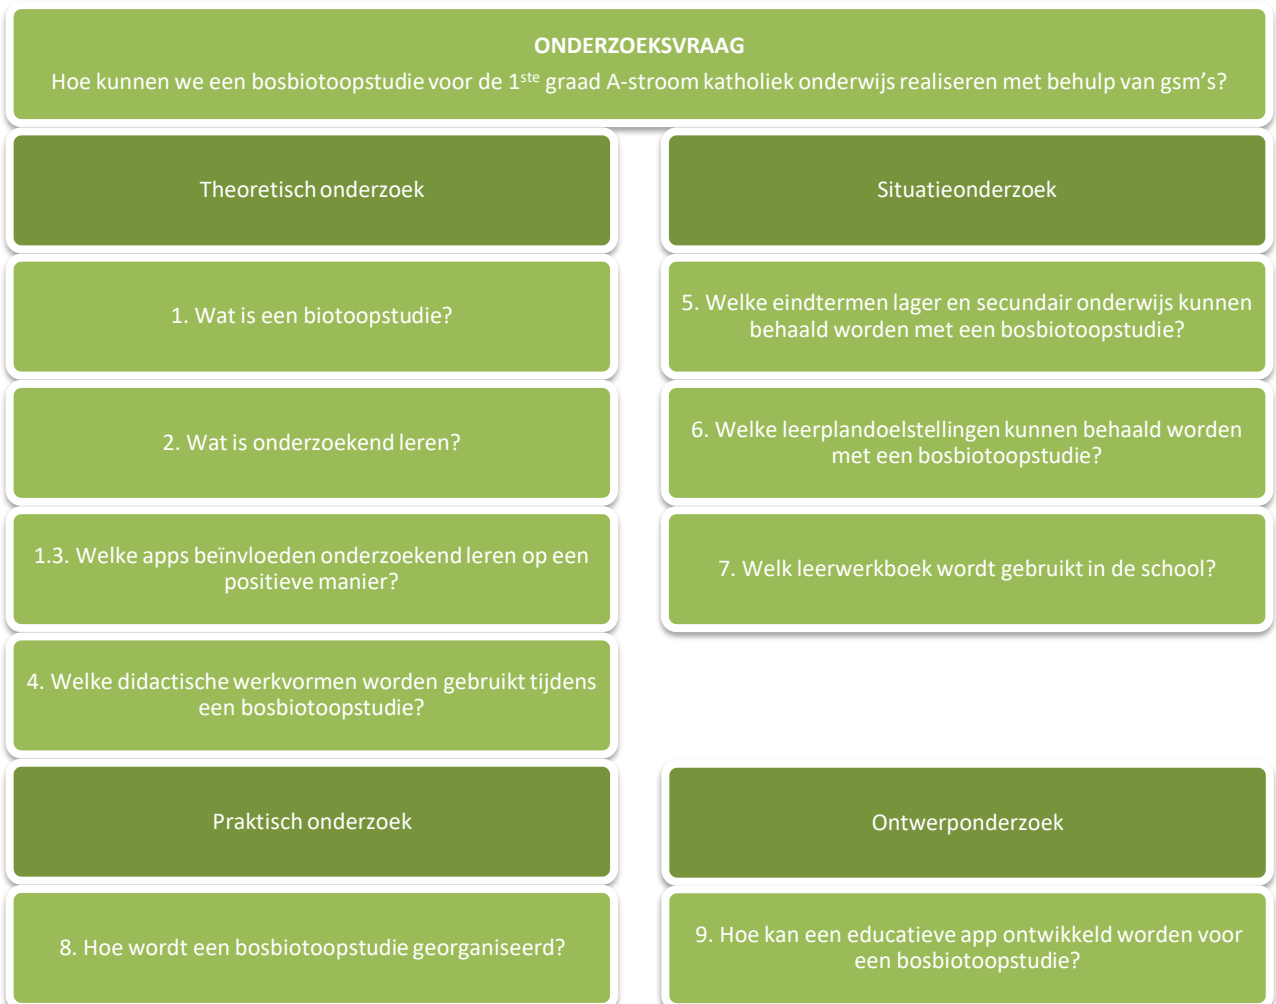 ONDERZOEKSVRAAG
Hoe kunnen we een bosbiotoopstudie voor de 1ste graad A-stroom katholiek onderwijs realiseren met behulp van gsm's?
Theoretisch onderzoek
1. Wat is een biotoopstudie?
2. Wat is onderzoekend leren?
1.3. Welke apps beïnvloeden onderzoekend leren op een
positieve manier?
4. Welke didactische werkvormen worden gebruikt tijdens
een bosbiotoopstudie?
Situatieonderzoek
5. Welke eindtermen lager en secundair onderwijs kunnen
behaald worden met een bosbiotoopstudie?
6. Welke leerplandoelstellingen kunnen behaald worden
met een bosbiotoopstudie?
7. Welk leerwerkboek wordt gebruikt in de school?
Praktisch onderzoek
8. Hoe wordt een bosbiotoopstudie georganiseerd?
Ontwerponderzoek
9. Hoe kan een educatieve app ontwikkeld worden voor
een bosbiotoopstudie?